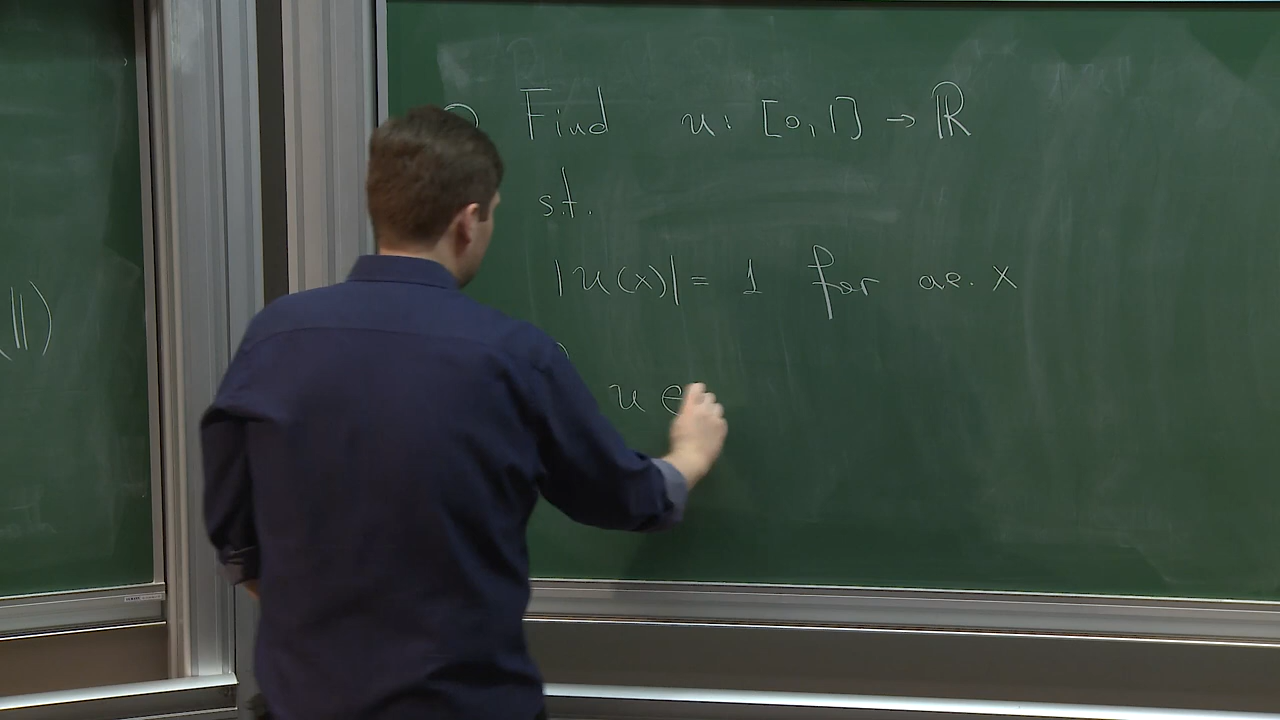 Find u: [0,1] → ℝ
s.t.
|u(x)| = 1 for a.e. x
u ∈
||)